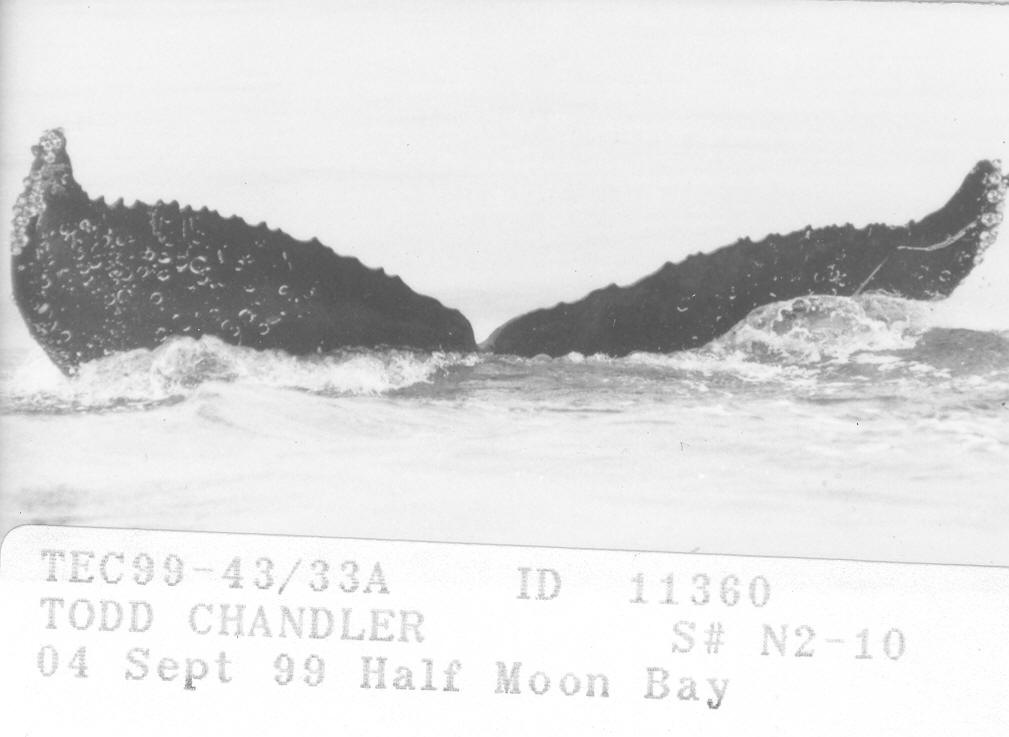 TEC99-43/33A ID 11360
TODD CHANDLER S# N2-10
04 Sept 99 Half Moon Bay